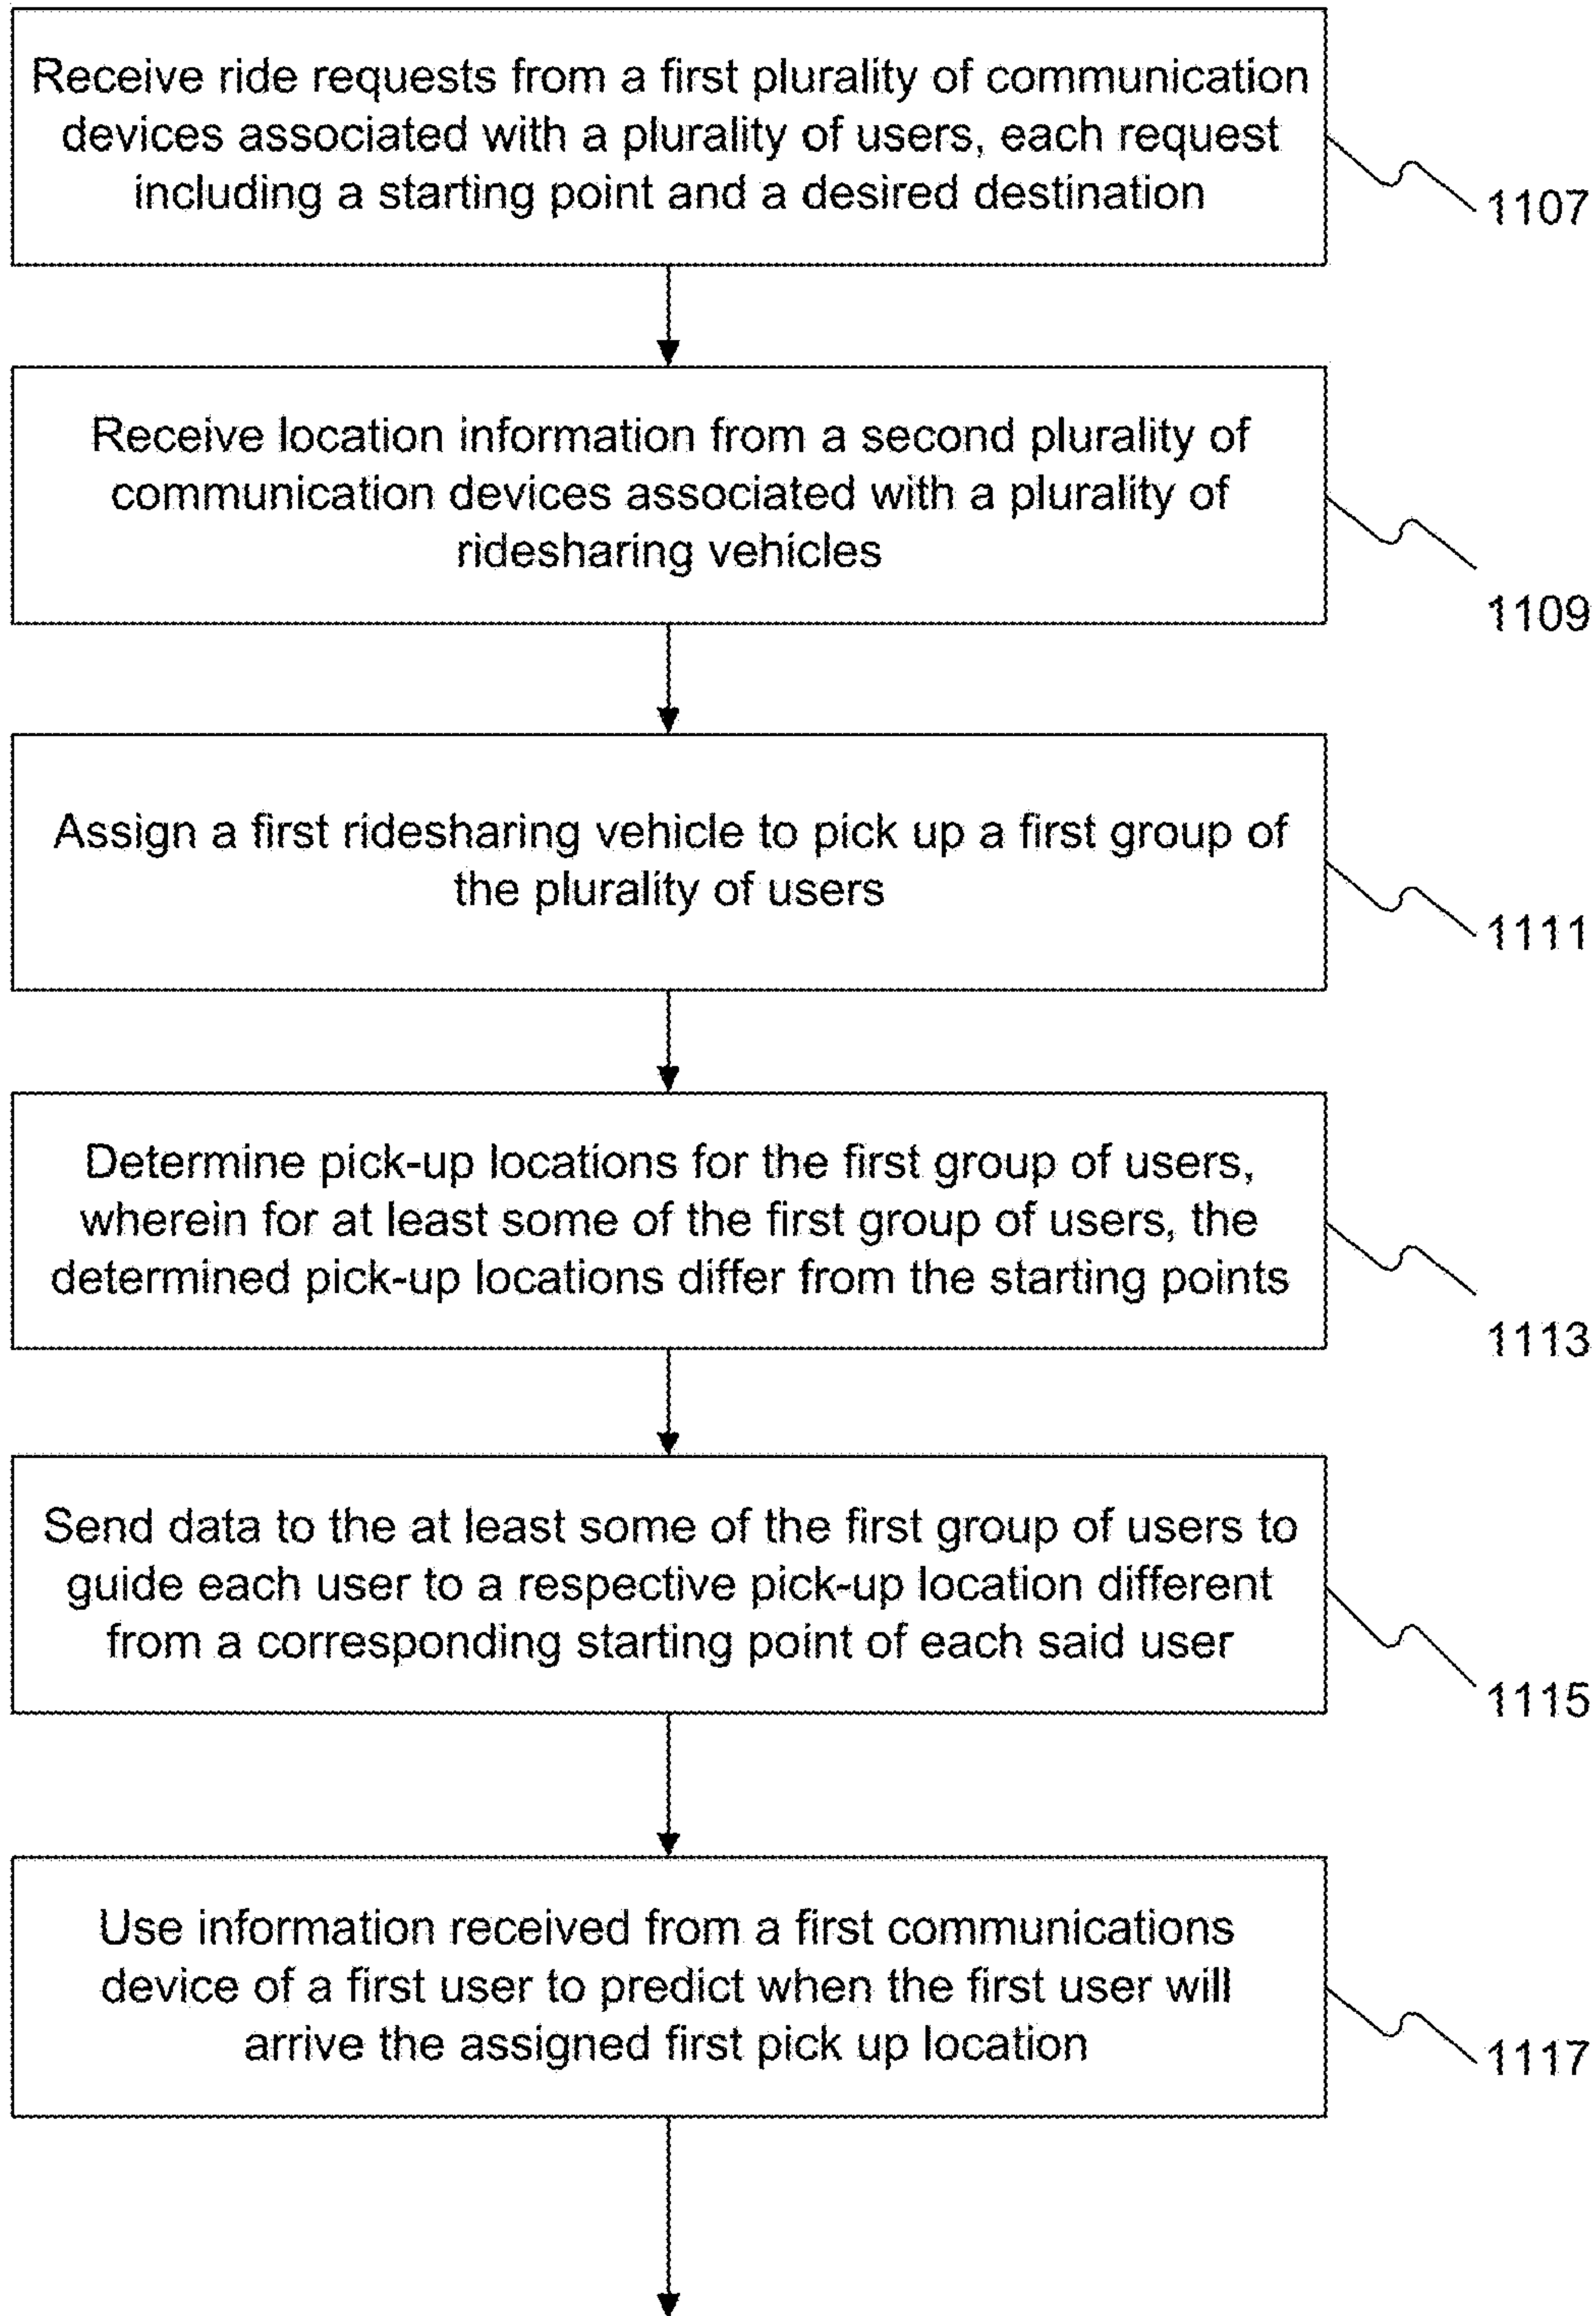 Receive ride requests from a first plurality of communication
devices associated with a plurality of users, each request
including a starting point and a desired destination
1107
Receive location information from a second plurality of
communication devices associated with a plurality of
ridesharing vehicles
1109
Assign a first ridesharing vehicle to pick up a first group of
the plurality of users
1111
Determine pick-up locations for the first group of users,
wherein for at least some of the first group of users, the
determined pick-up locations differ from the starting points
1113
Send data to the at least some of the first group of users to
guide each user to a respective pick-up location different
from a corresponding starting point of each said user
1115
Use information received from a first communications
device of a first user to predict when the first user will
arrive the assigned first pick up location
1117